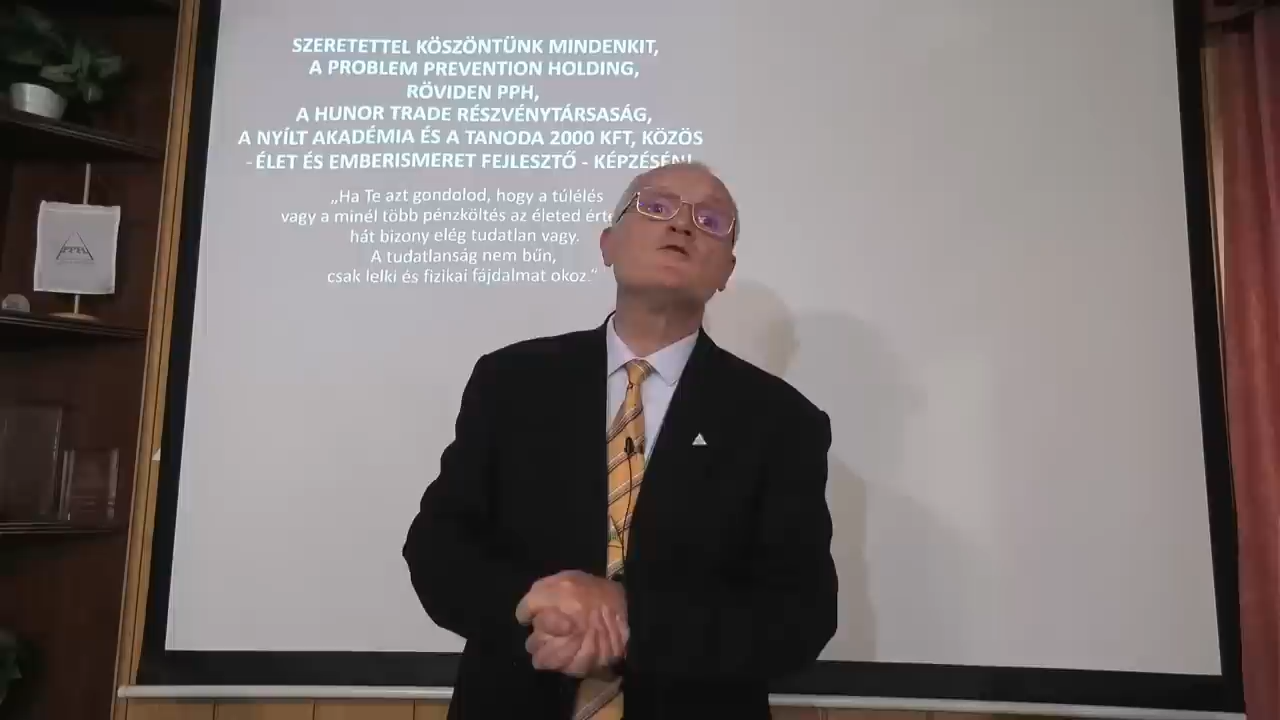 SZERETETTEL KÖSZÖNTÜNK MINDENKIT,
A PROBLEM PREVENTION HOLDING,
RÖVIDEN PPH,
A HUNOR TRADE RÉSZVÉNYTÁRSASÁG,
A NYÍLT AKADÉMIA ÉS A TANODA 2000 KFT, KÖZÖS
- ÉLET ÉS EMBERISMERET FEJLESZTŐ - KÉPZÉSÉN!
„Ha Te azt gondolod, hogy a túlélés
vagy a minél több pénzköltés az életed
hát bizony elég tudatlan vagy.
A tudatlanság nem bűn,
csak lelki és fizikai fájdalmat okoz.“